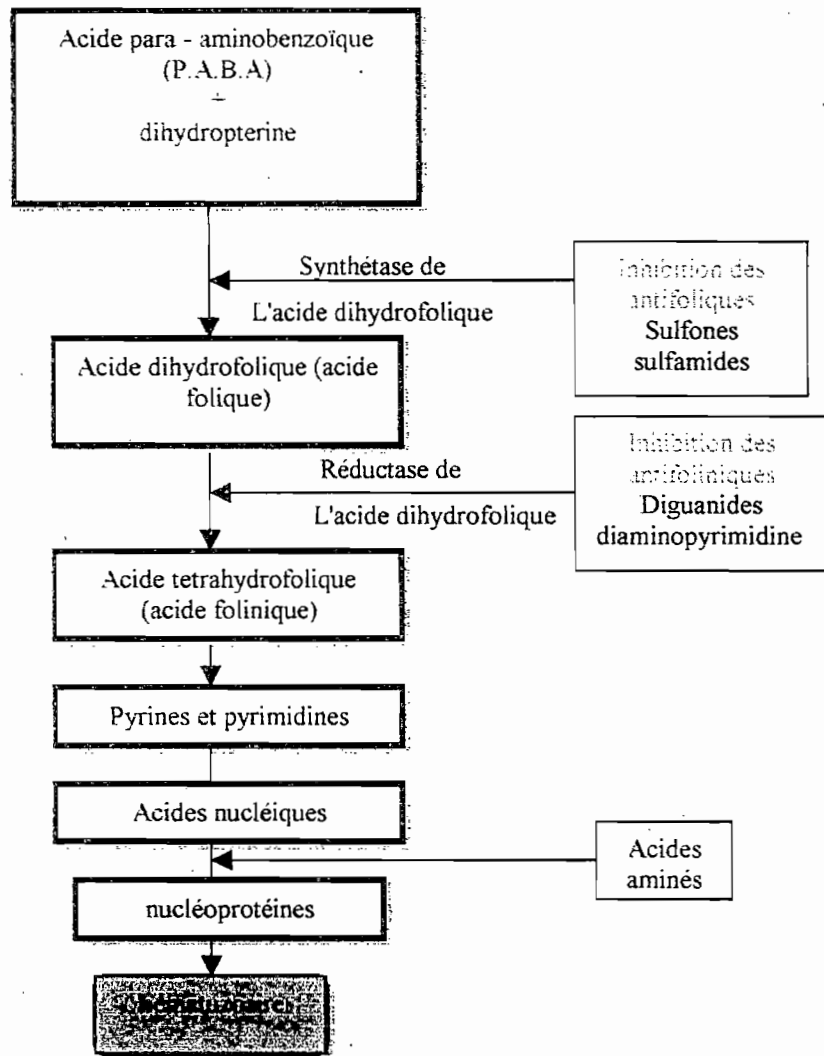 Acide para - aminobenzoïque
(P.A.B.A)
+
dihydropterine
Synthétase de
L'acide dihydrofolique
Inhibition des
antifoliques
Sulfones
sulfamides
Acide dihydrofolique (acide
folique)
Réductase de
L'acide dihydrofolique
Inhibition des
antifoliniques
Diguanides
diaminopyrimidine
Acide tetrahydrofolique
(acide folinique)
Pyrines et pyrimidines
Acides nucléiques
Acides
aminés
nucléoprotéines